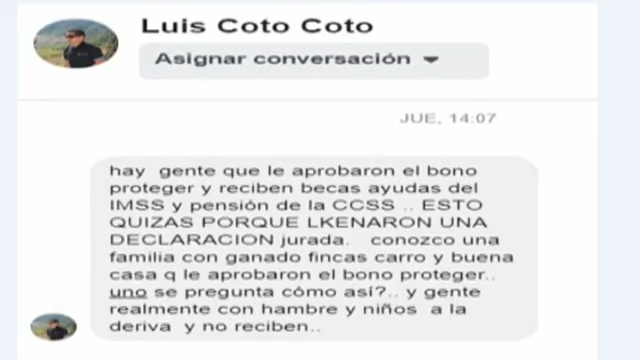 Luis Coto Coto
Asignar conversación
JUE, 14:07
hay gente que le aprobaron el bono
proteger y reciben becas ayudas del
IMSS y pensión de la CCSS .. ESTO
QUIZAS PORQUE LKENARON UNA
DECLARACION jurada. conozco una
familia con ganado fincas carro y buena
casa q le aprobaron el bono proteger..
uno se pregunta cómo así?.. y gente
realmente con hambre y niños a la
deriva y no reciben..